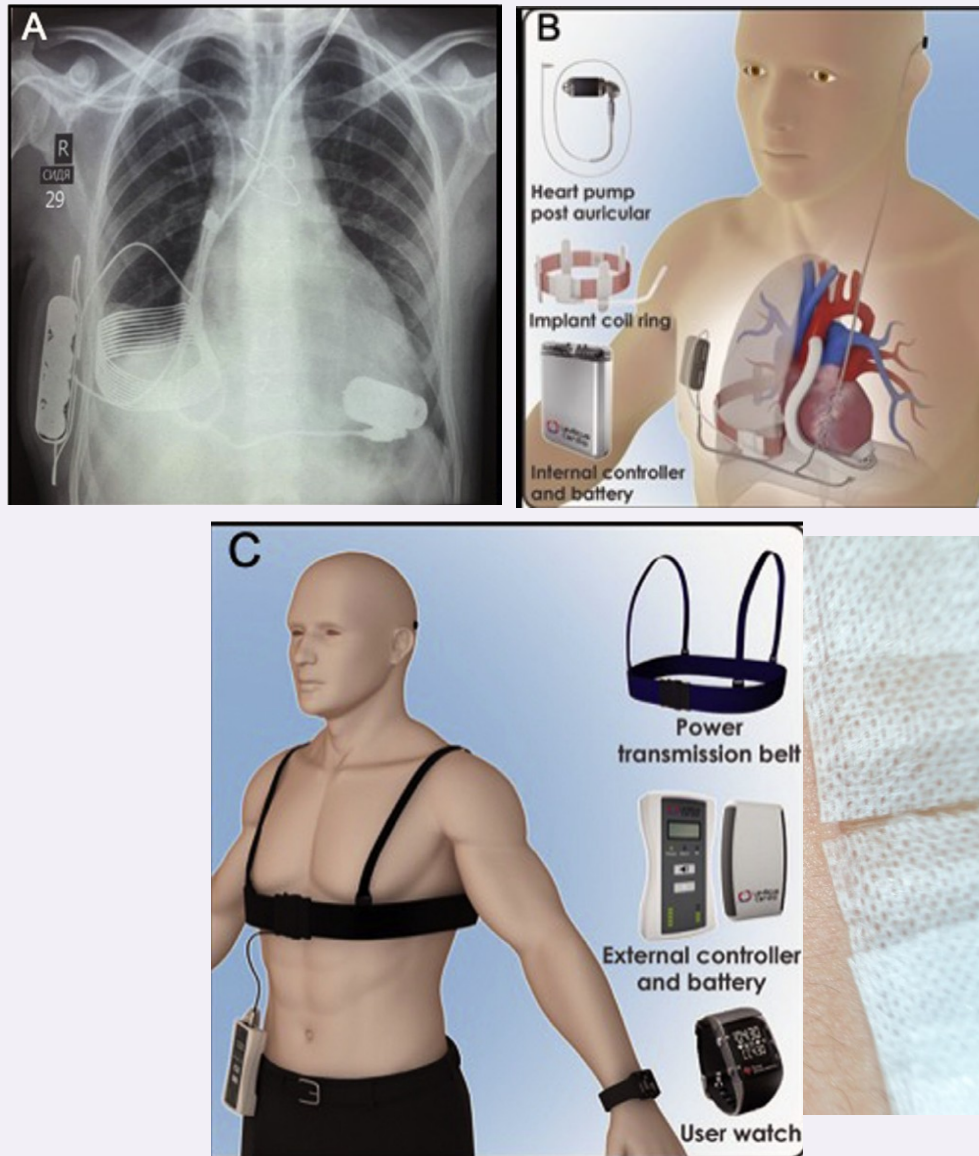 A
R
СИДЯ
29
B
Heart pump
post auricular
Implant coil ring
Internal controller
and battery
C
Power
transmission belt
External controller
and battery
User watch